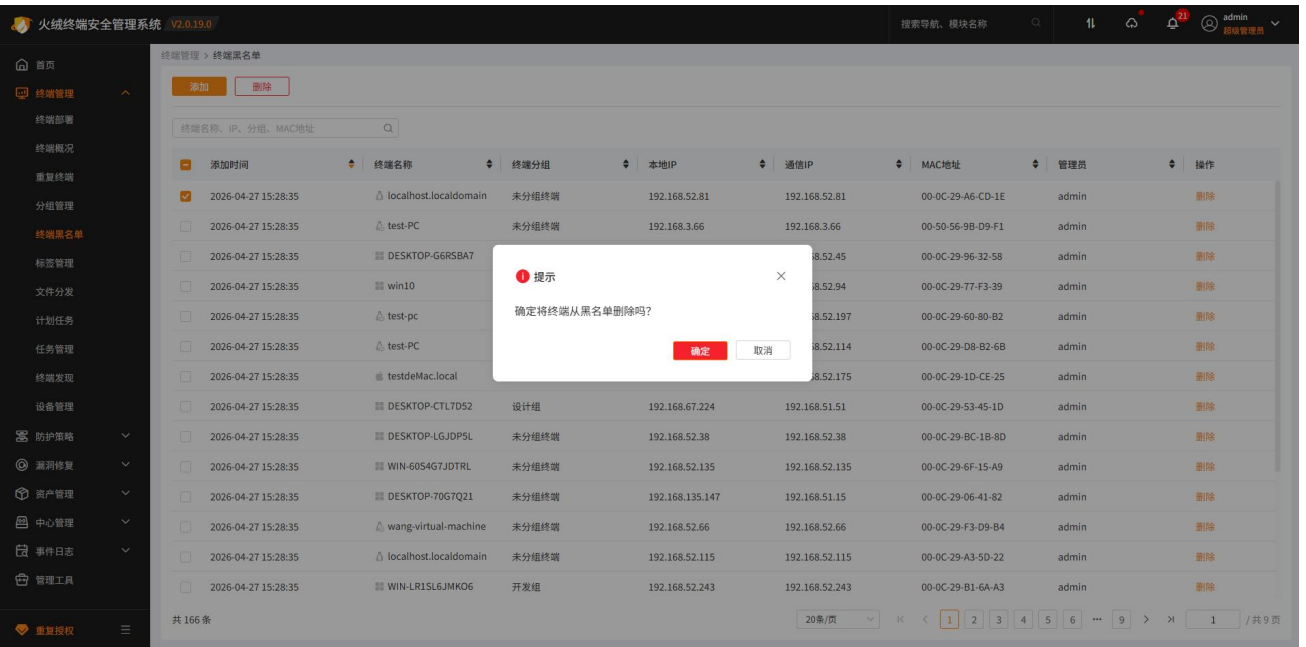 火绒终端安全管理系统 V2.0.19.0 搜索导航、模块名称 21 admin 超级管理员
首页
终端管理
终端部署
终端概况
重复终端
分组管理
终端黑名单
标签管理
文件分发
计划任务
任务管理
终端发现
设备管理
防护策略
漏洞修复
资产管理
中心管理
事件日志
管理工具
重复授权
终端管理 > 终端黑名单
添加 删除
终端名称、IP、分组、MAC地址
添加时间 终端名称 终端分组 本地IP 通信IP MAC地址 管理员 操作
2026-04-27 15:28:35 localhost.localdomain 未分组终端 192.168.52.81 192.168.52.81 00-0C-29-A6-CD-1E admin 删除
2026-04-27 15:28:35 test-PC 未分组终端 192.168.3.66 192.168.3.66 00-50-56-9B-D9-F1 admin 删除
2026-04-27 15:28:35 DESKTOP-G6RSBA7 8.52.45 00-0C-29-96-32-58 admin 删除
2026-04-27 15:28:35 win10 8.52.94 00-0C-29-77-F3-39 admin 删除
2026-04-27 15:28:35 test-pc 8.52.197 00-0C-29-60-80-B2 admin 删除
2026-04-27 15:28:35 test-PC 8.52.114 00-0C-29-D8-B2-6B admin 删除
2026-04-27 15:28:35 testdeMac.local 8.52.175 00-0C-29-1D-CE-25 admin 删除
2026-04-27 15:28:35 DESKTOP-CTL7D52 设计组 192.168.67.224 192.168.51.51 00-0C-29-53-45-1D admin 删除
2026-04-27 15:28:35 DESKTOP-LGJDP5L 未分组终端 192.168.52.38 192.168.52.38 00-0C-29-BC-1B-8D admin 删除
2026-04-27 15:28:35 WIN-60S4G7JDTRL 未分组终端 192.168.52.135 192.168.52.135 00-0C-29-6F-15-A9 admin 删除
2026-04-27 15:28:35 DESKTOP-70G7Q21 未分组终端 192.168.135.147 192.168.51.15 00-0C-29-06-41-82 admin 删除
2026-04-27 15:28:35 wang-virtual-machine 未分组终端 192.168.52.66 192.168.52.66 00-0C-29-F3-D9-B4 admin 删除
2026-04-27 15:28:35 localhost.localdomain 未分组终端 192.168.52.115 192.168.52.115 00-0C-29-A3-5D-22 admin 删除
2026-04-27 15:28:35 WIN-LR1SL6JMKO6 开发组 192.168.52.243 192.168.52.243 00-0C-29-B1-6A-A3 admin 删除
提示
确定将终端从黑名单删除吗？
确定 取消
共 166 条 20条/页 1 2 3 4 5 6 ··· 9 1 / 共 9 页